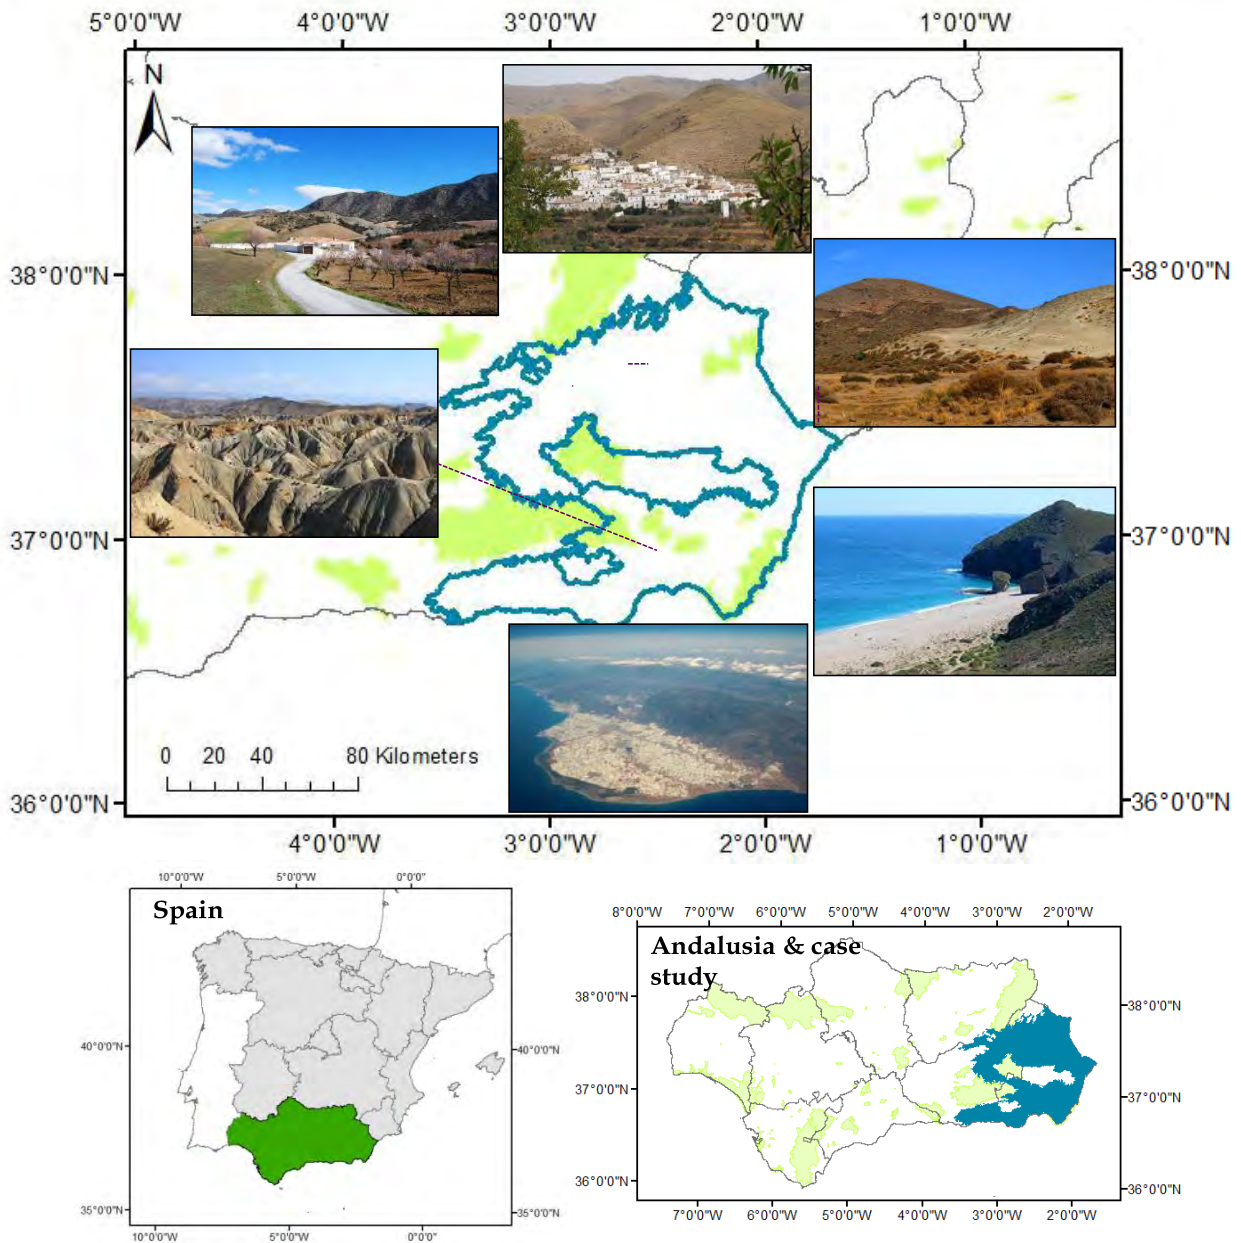 5°0'0"W 4°0'0"W 3°0'0"W 2°0'0"W 1°0'0"W
N
38°0'0"N 38°0'0"N
37°0'0"N 37°0'0"N
0 20 40 80 Kilometers
36°0'0"N 36°0'0"N
4°0'0"W 3°0'0"W 2°0'0"W 1°0'0"W
10°0'0"W 5°0'0"W 0°0'0"
Spain
40°0'0"N 40°0'0"N
35°0'0"N 35°0'0"N
10°0'0"W 5°0'0"W 0°0'0"
8°0'0"W 7°0'0"W 6°0'0"W 5°0'0"W 4°0'0"W 3°0'0"W 2°0'0"W
Andalusia & case
study
38°0'0"N 38°0'0"N
37°0'0"N 37°0'0"N
36°0'0"N 36°0'0"N
7°0'0"W 6°0'0"W 5°0'0"W 4°0'0"W 3°0'0"W 2°0'0"W